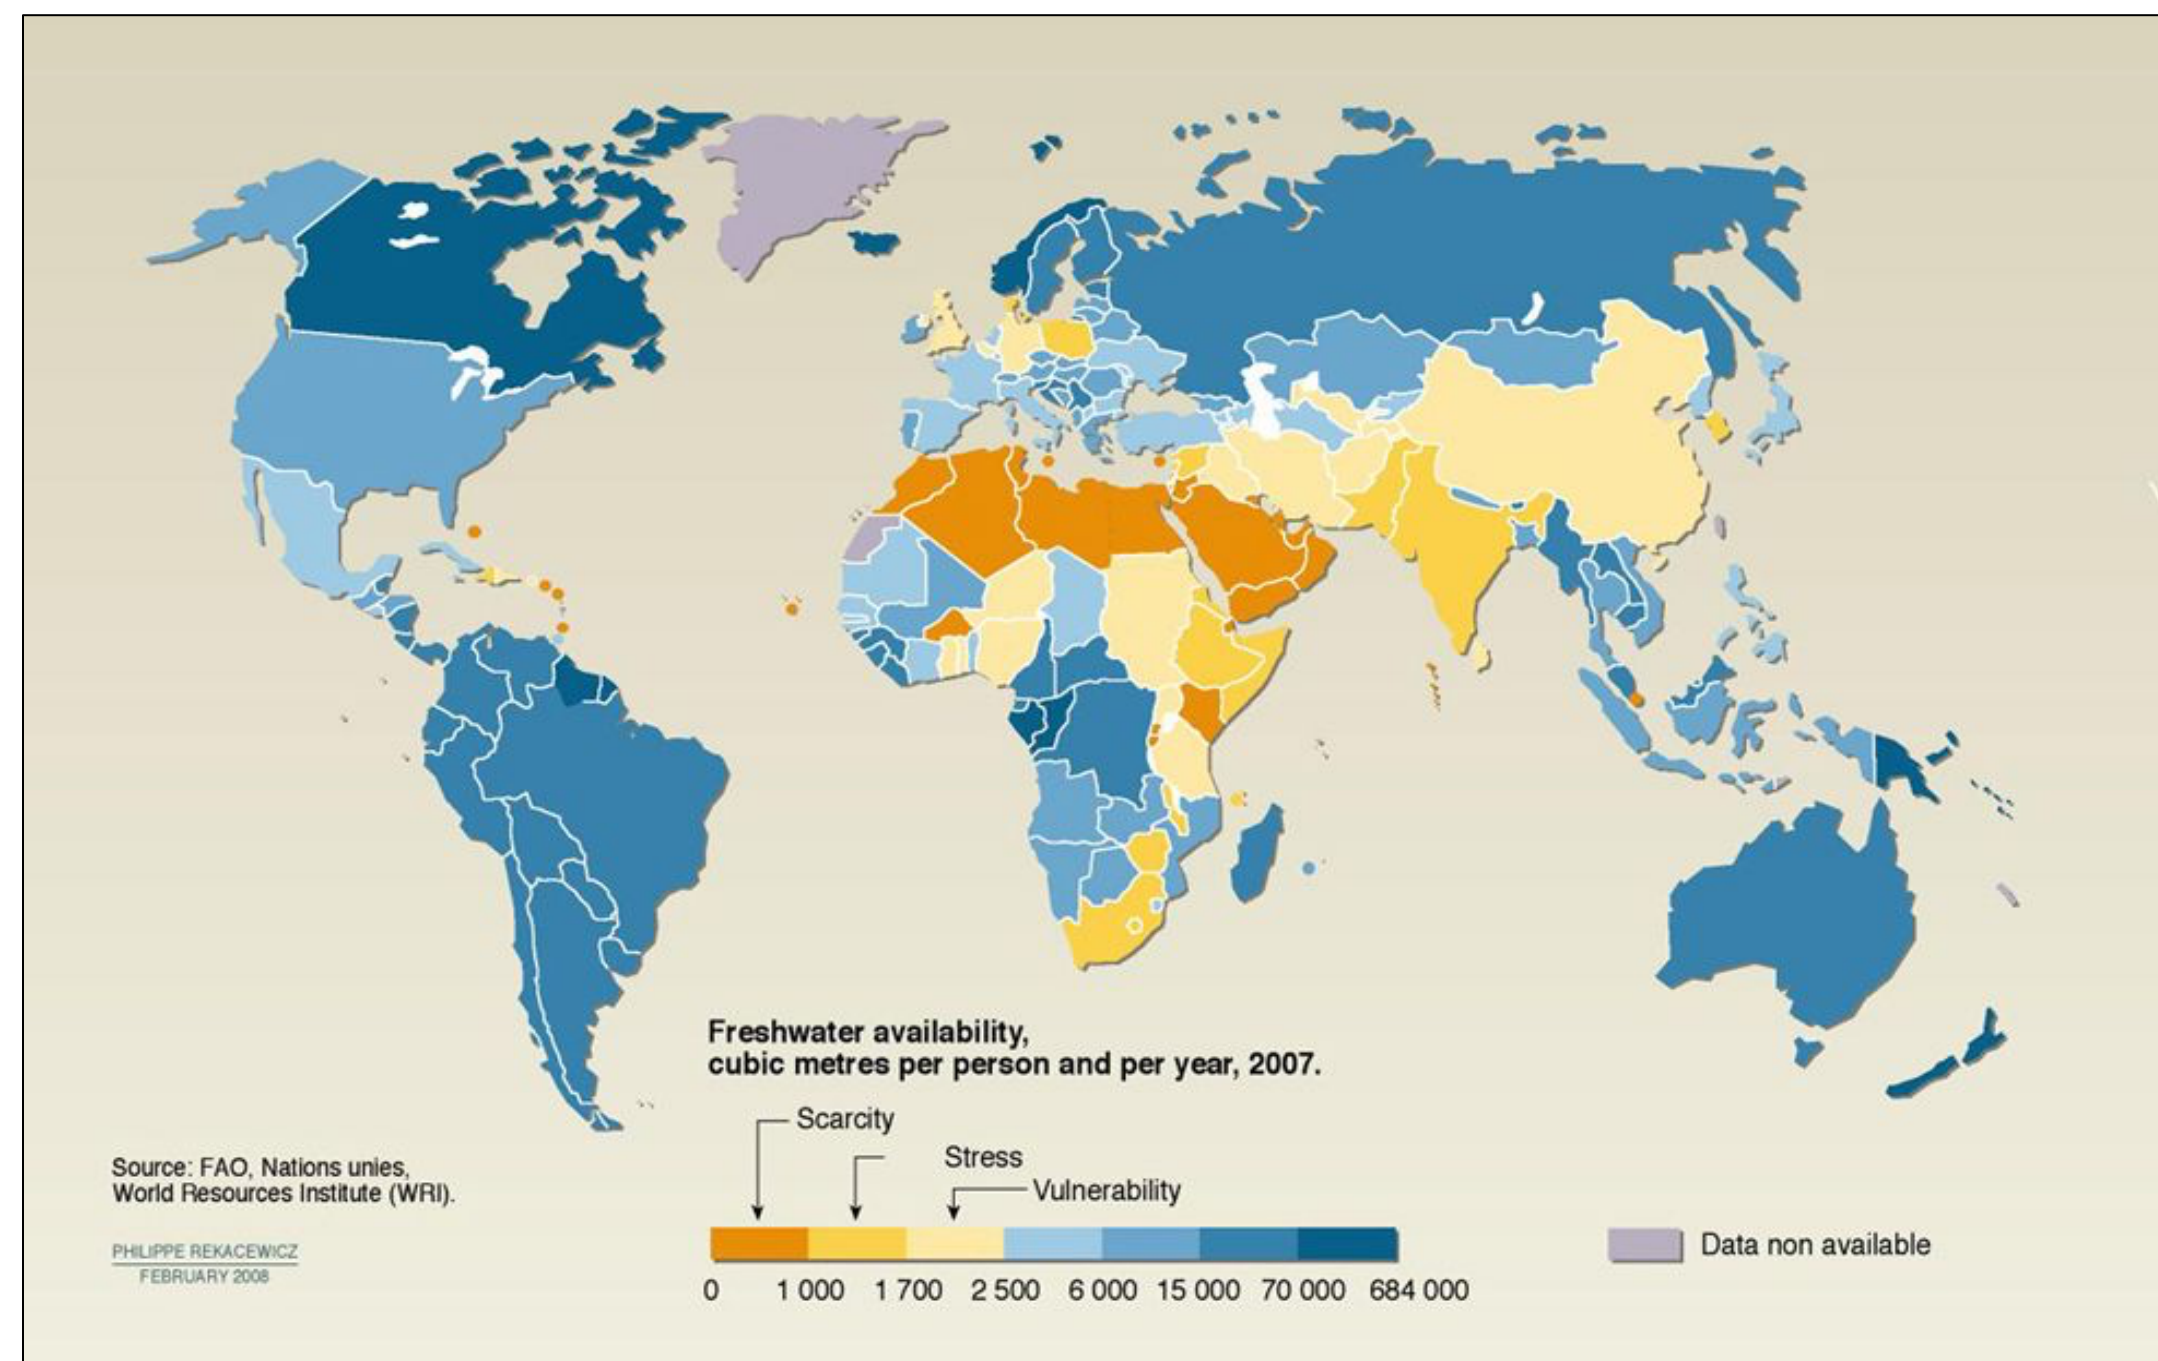 Freshwater availability,
cubic metres per person and per year, 2007.
Scarcity
Stress
Vulnerability
0 1 000 1 700 2 500 6 000 15 000 70 000 684 000
Data non available
Source: FAO, Nations unies,
World Resources Institute (WRI).
PHILIPPE REKACEWICZ
FEBRUARY 2008